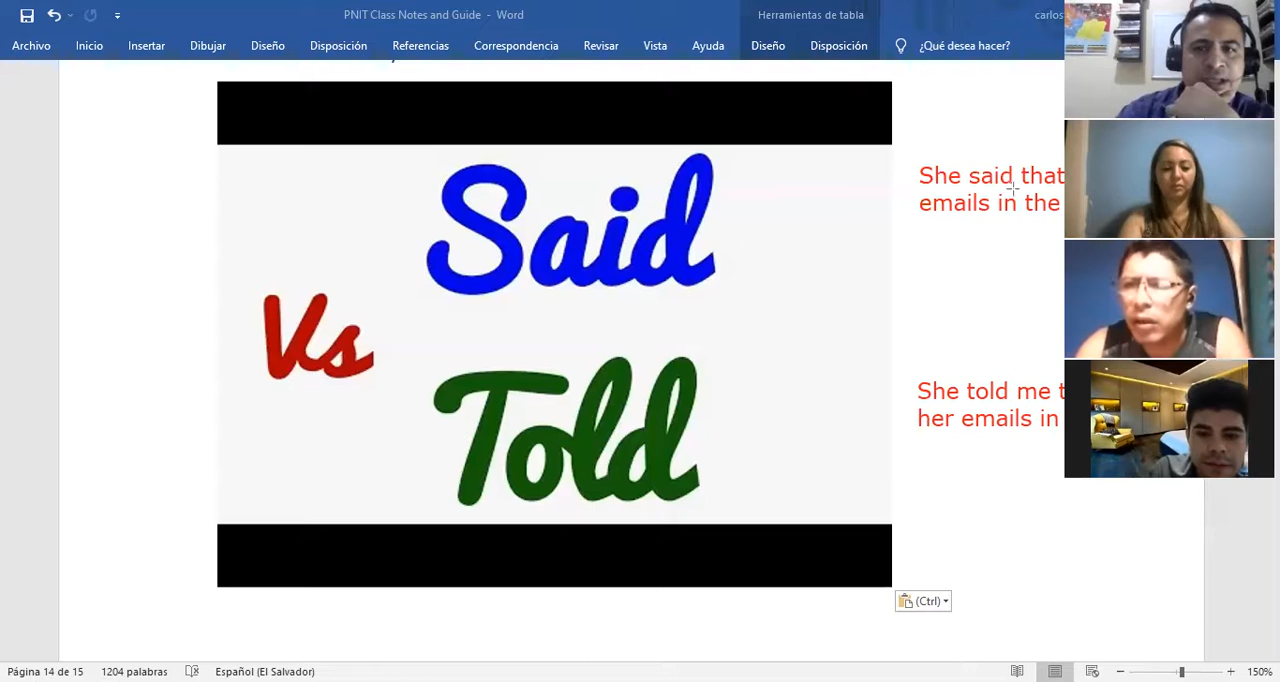 PNIT Class Notes and Guide - Word
Herramientas de tabla
carlos
Archivo Inicio Insertar Dibujar Diseño Disposición Referencias Correspondencia Revisar Vista Ayuda Diseño Disposición ¿Qué desea hacer?
Said
Vs
Told
She said that
emails in the
She told me
her emails in
(Ctrl)
Página 14 de 15 1204 palabras Español (El Salvador) 150%